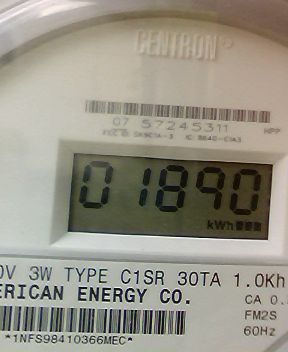 CENTRON®
07 57245311
HPP
01890
kWh
0V 3W TYPE C1SR 30TA 1.0Kh
ERICAN ENERGY CO.
CA 0.
FM2S
60Hz
*1NFS98410366MEC*